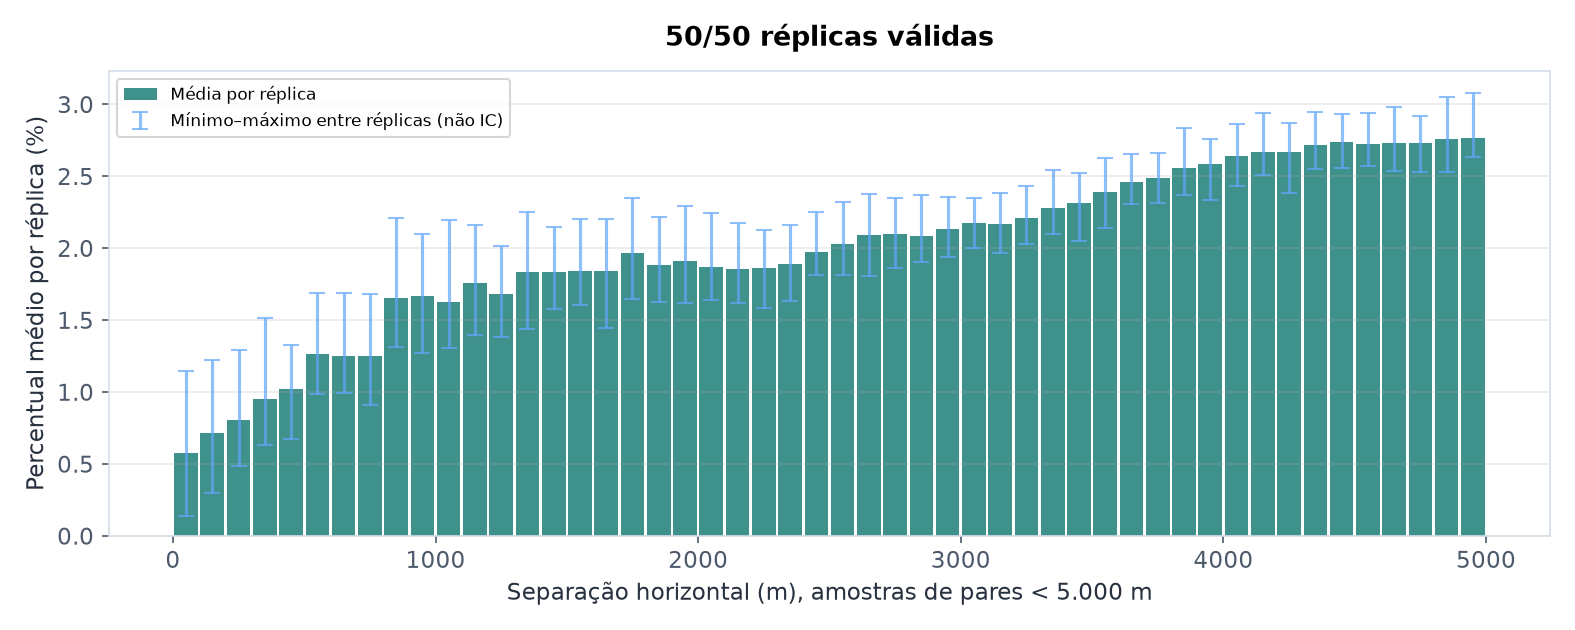 50/50 réplicas válidas
Média por réplica
Mínimo–máximo entre réplicas (não IC)
Percentual médio por réplica (%)
3.0
2.5
2.0
1.5
1.0
0.5
0.0
0
1000
2000
3000
4000
5000
Separação horizontal (m), amostras de pares < 5.000 m